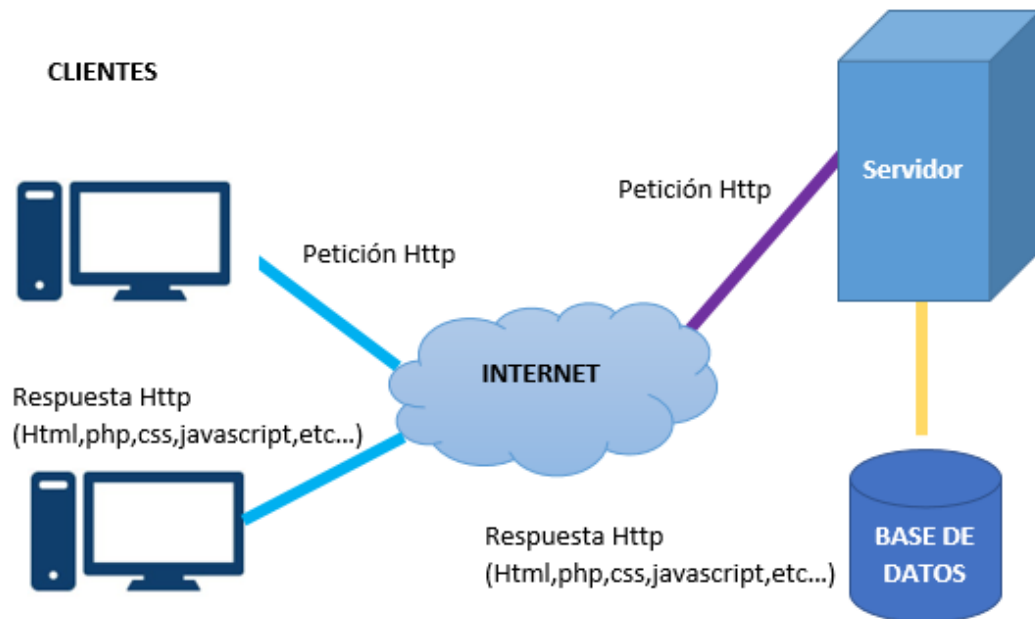 CLIENTES
Servidor
Petición Http
Petición Http
INTERNET
Respuesta Http
(Html,php,css,javascript,etc...)
Respuesta Http
(Html,php,css,javascript,etc...)
BASE DE
DATOS